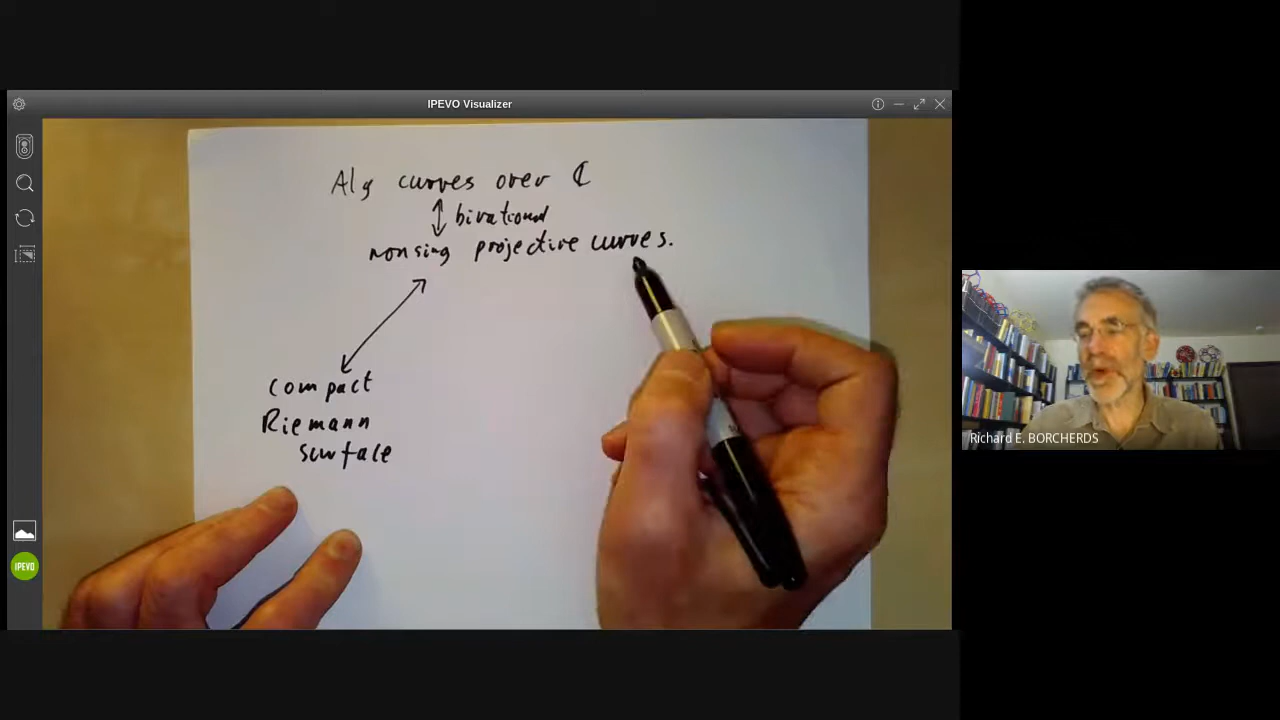 IPEVO Visualizer
Alg curves over ℂ
birational
nonsing projective curves.
compact
Riemann
surface
IPEVO
Richard E. BORCHERDS